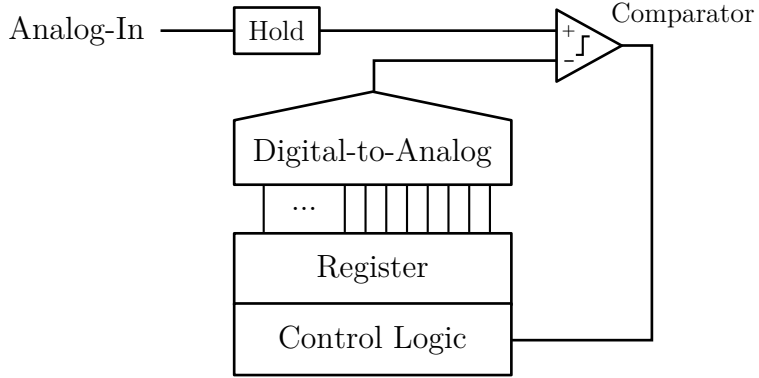 Analog-In
Hold
Comparator
+
−
Digital-to-Analog
...
Register
Control Logic